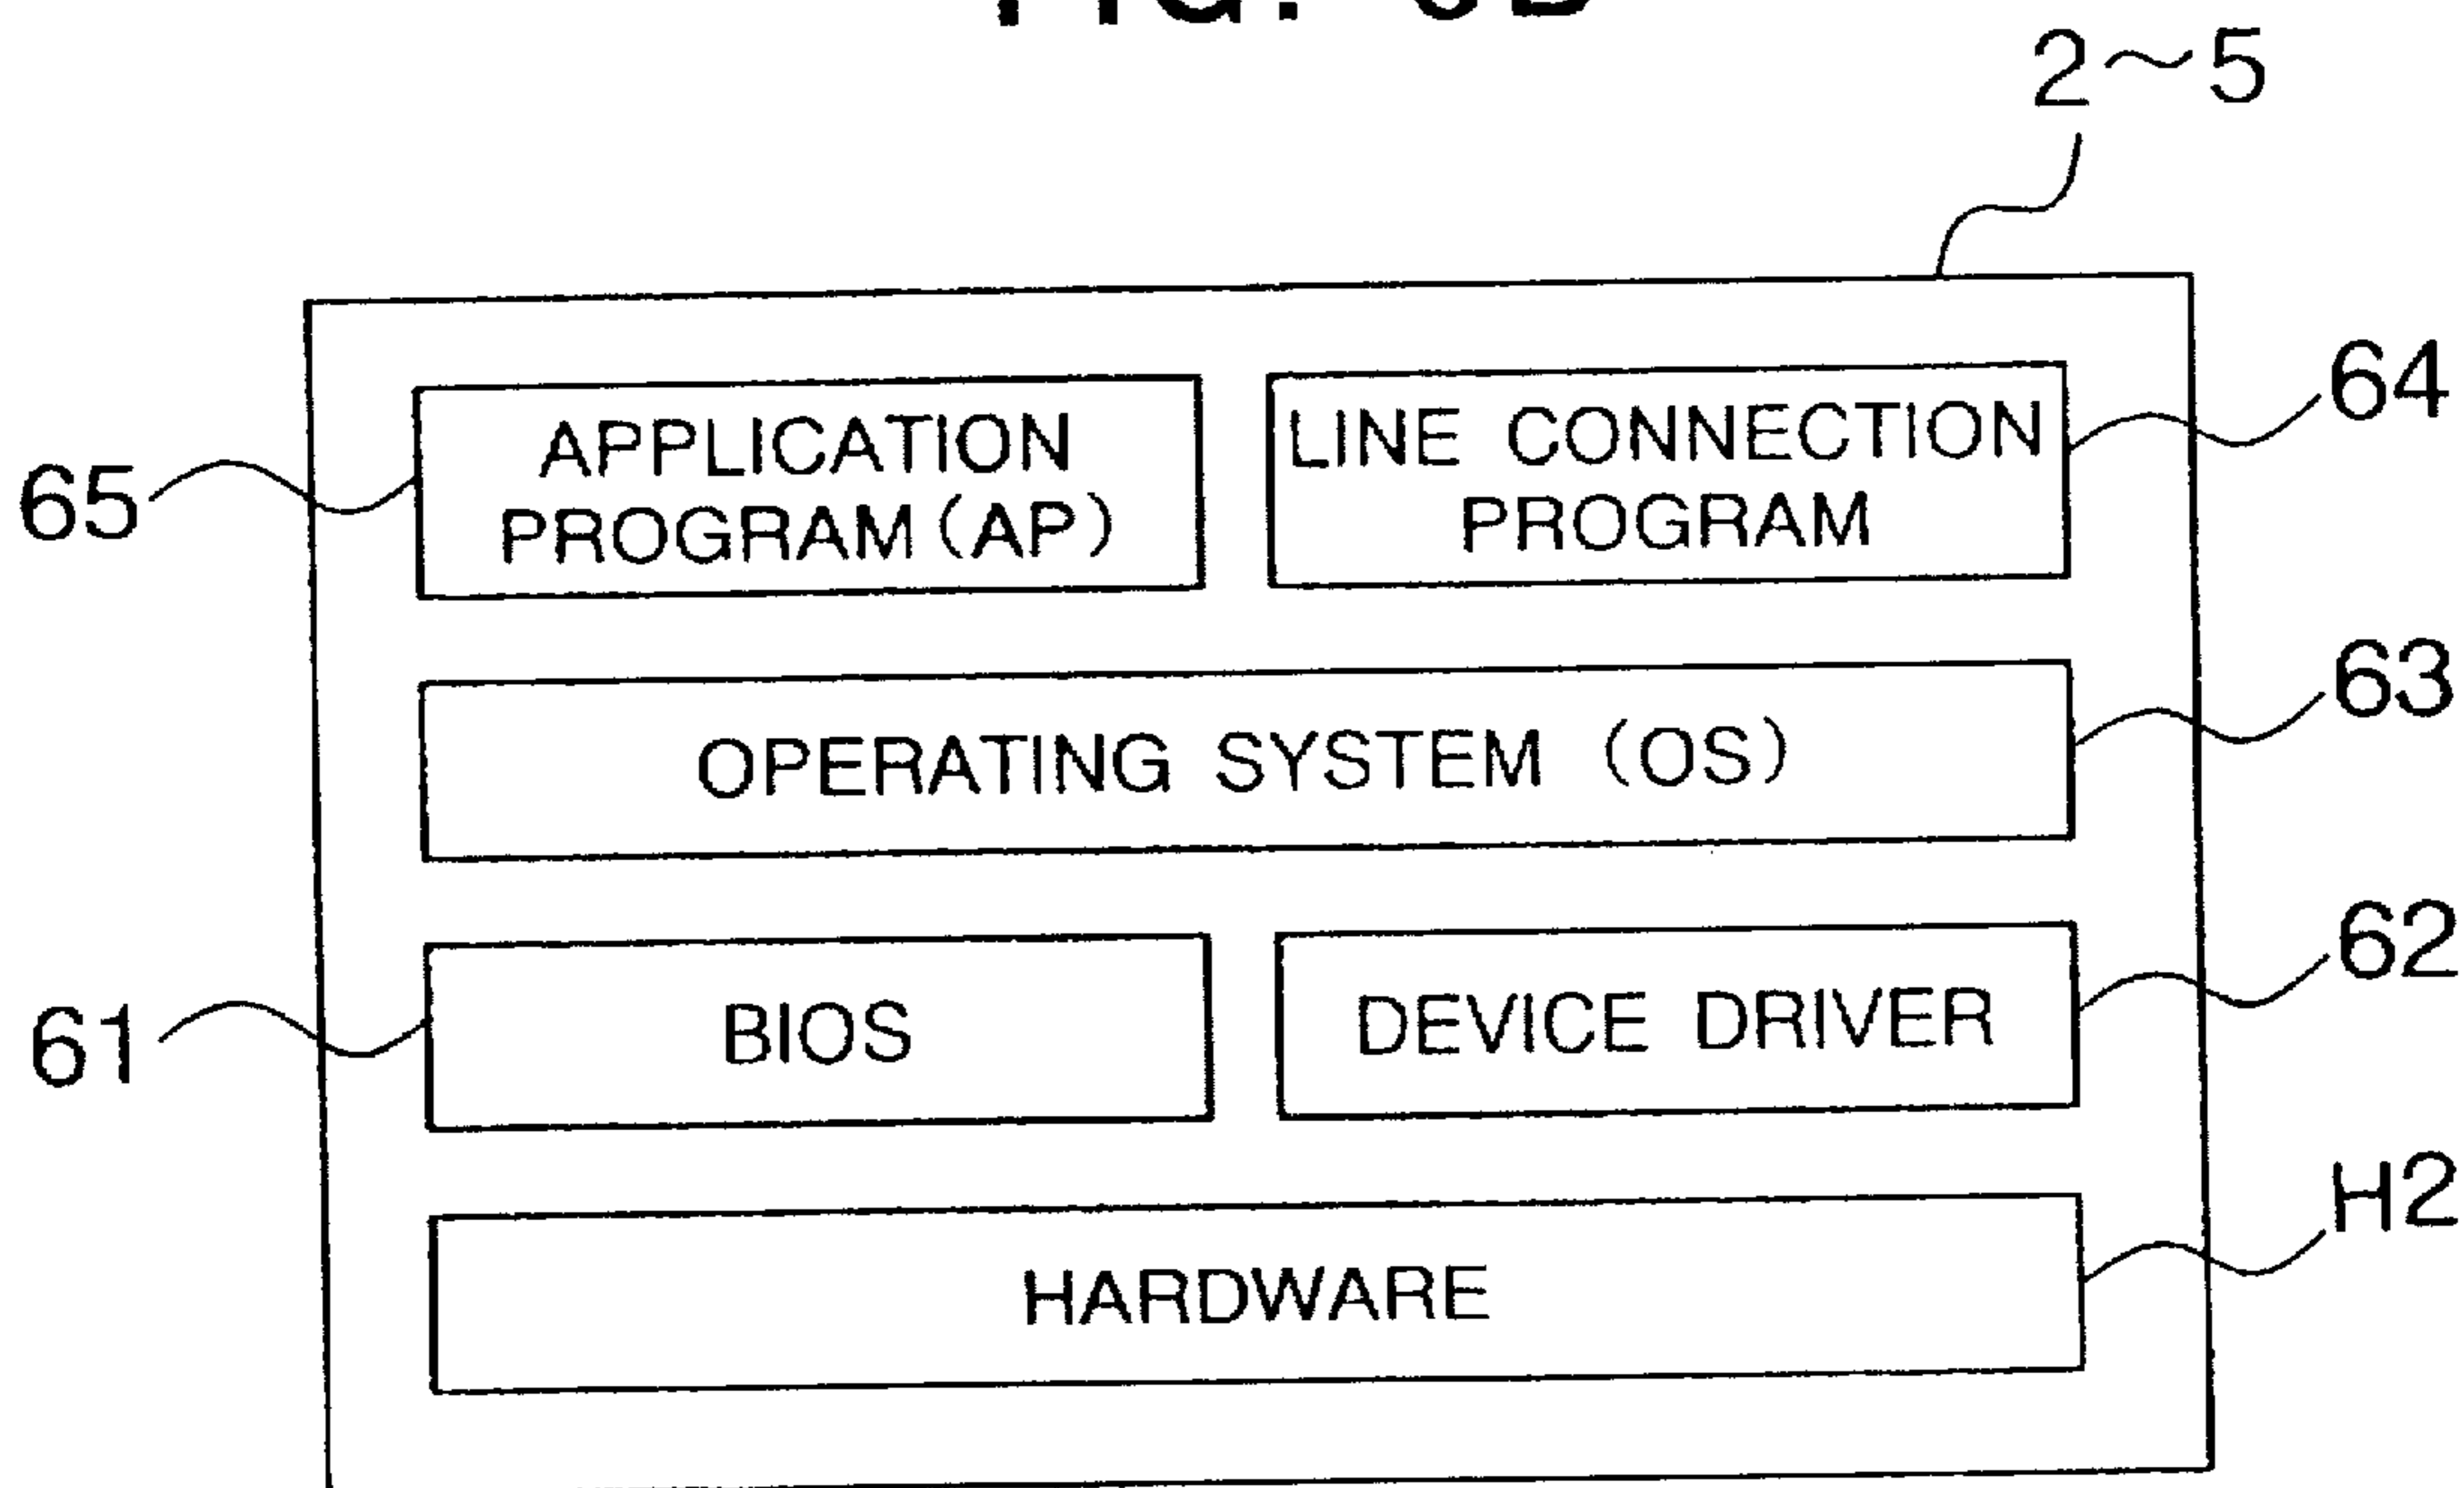 2～5
APPLICATION
PROGRAM (AP)
65
LINE CONNECTION
PROGRAM
64
OPERATING SYSTEM (OS)
63
BIOS
61
DEVICE DRIVER
62
HARDWARE
H2